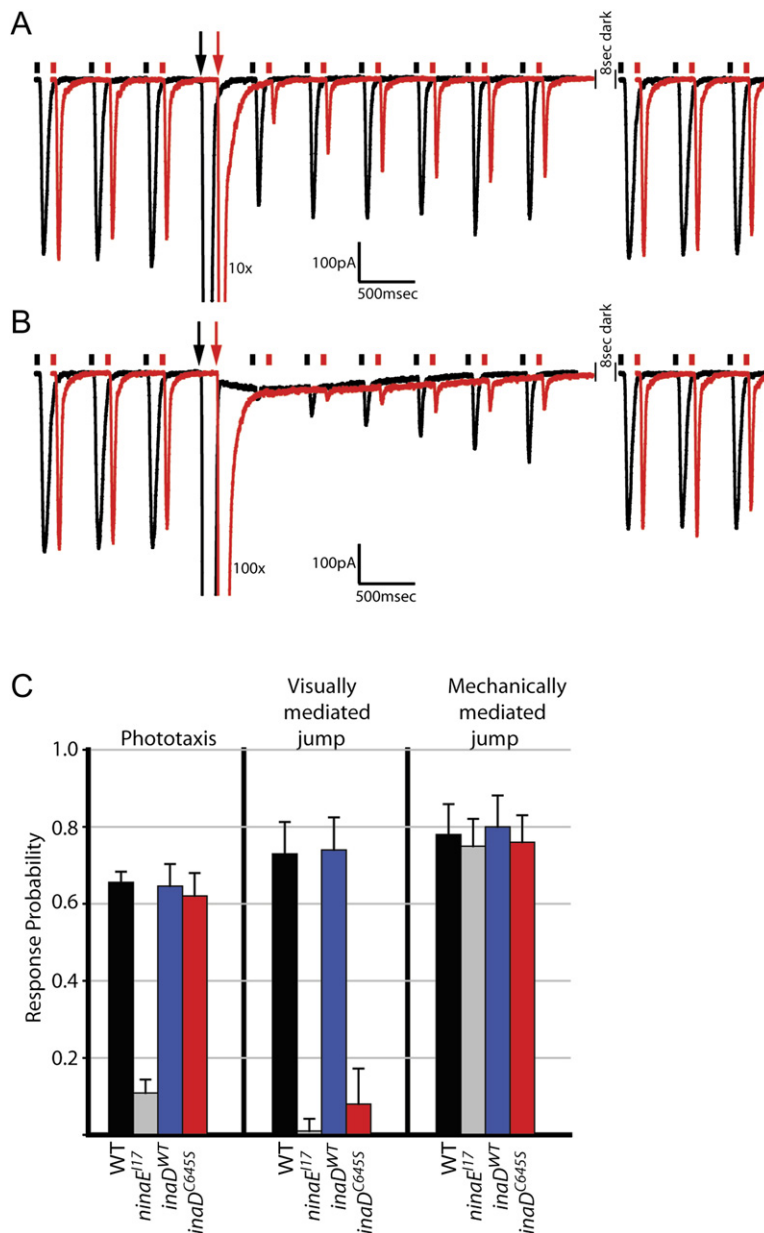 A
8sec dark
10x
100pA
500msec
B
8sec dark
100x
100pA
500msec
C
Phototaxis
Visually
mediated
jump
Mechanically
mediated
jump
Response Probability
1.0
0.8
0.6
0.4
0.2
WT
ninaE^I17
inaD^WT
inaD^C645S
WT
ninaE^I17
inaD^WT
inaD^C645S
WT
ninaE^I17
inaD^WT
inaD^C645S